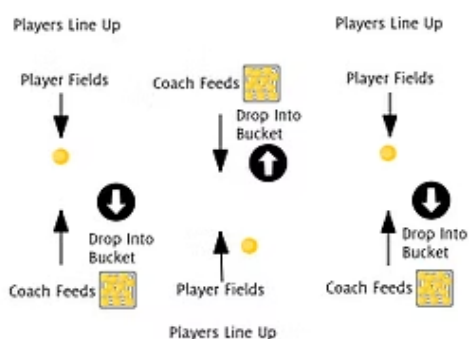 Players Line Up
Player Fields
Drop Into
Bucket
Coach Feeds
Coach Feeds
Drop Into
Bucket
Player Fields
Players Line Up
Players Line Up
Player Fields
Drop Into
Bucket
Coach Feeds